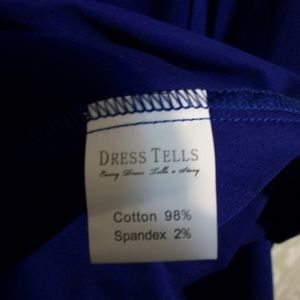 DRESS TELLS
Every Dress Tells a Story
Cotton 98%
Spandex 2%